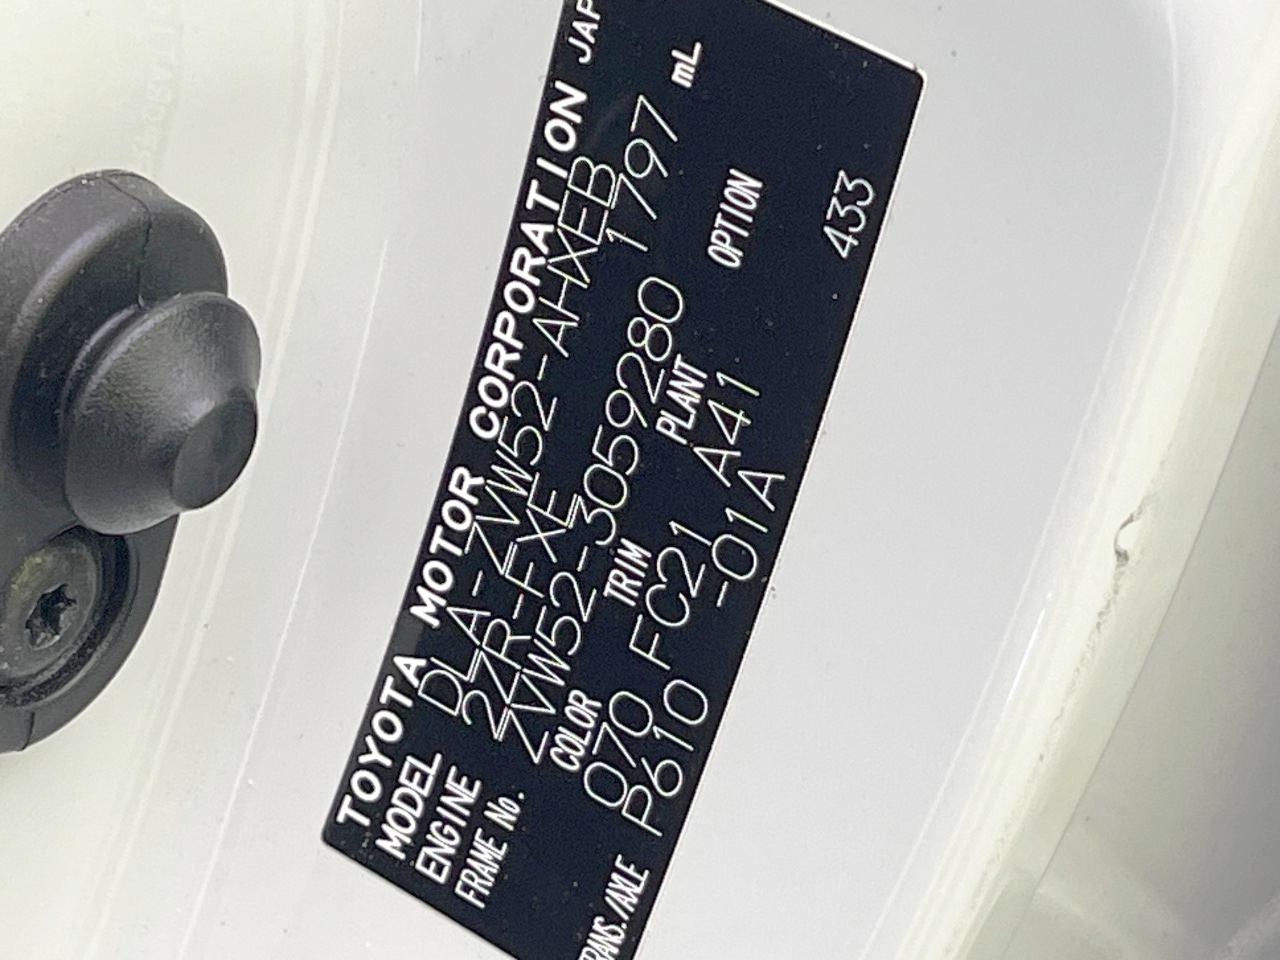 TOYOTA MOTOR CORPORATION JAP
MODEL DLA-ZVW52-AHXEB
ENGINE 2ZR-FXE 1797 mL
FRAME No. ZVW52-3059280
COLOR TRIM PLANT OPTION
070 FC21 A41
RANS./AXLE P610 -01A 433